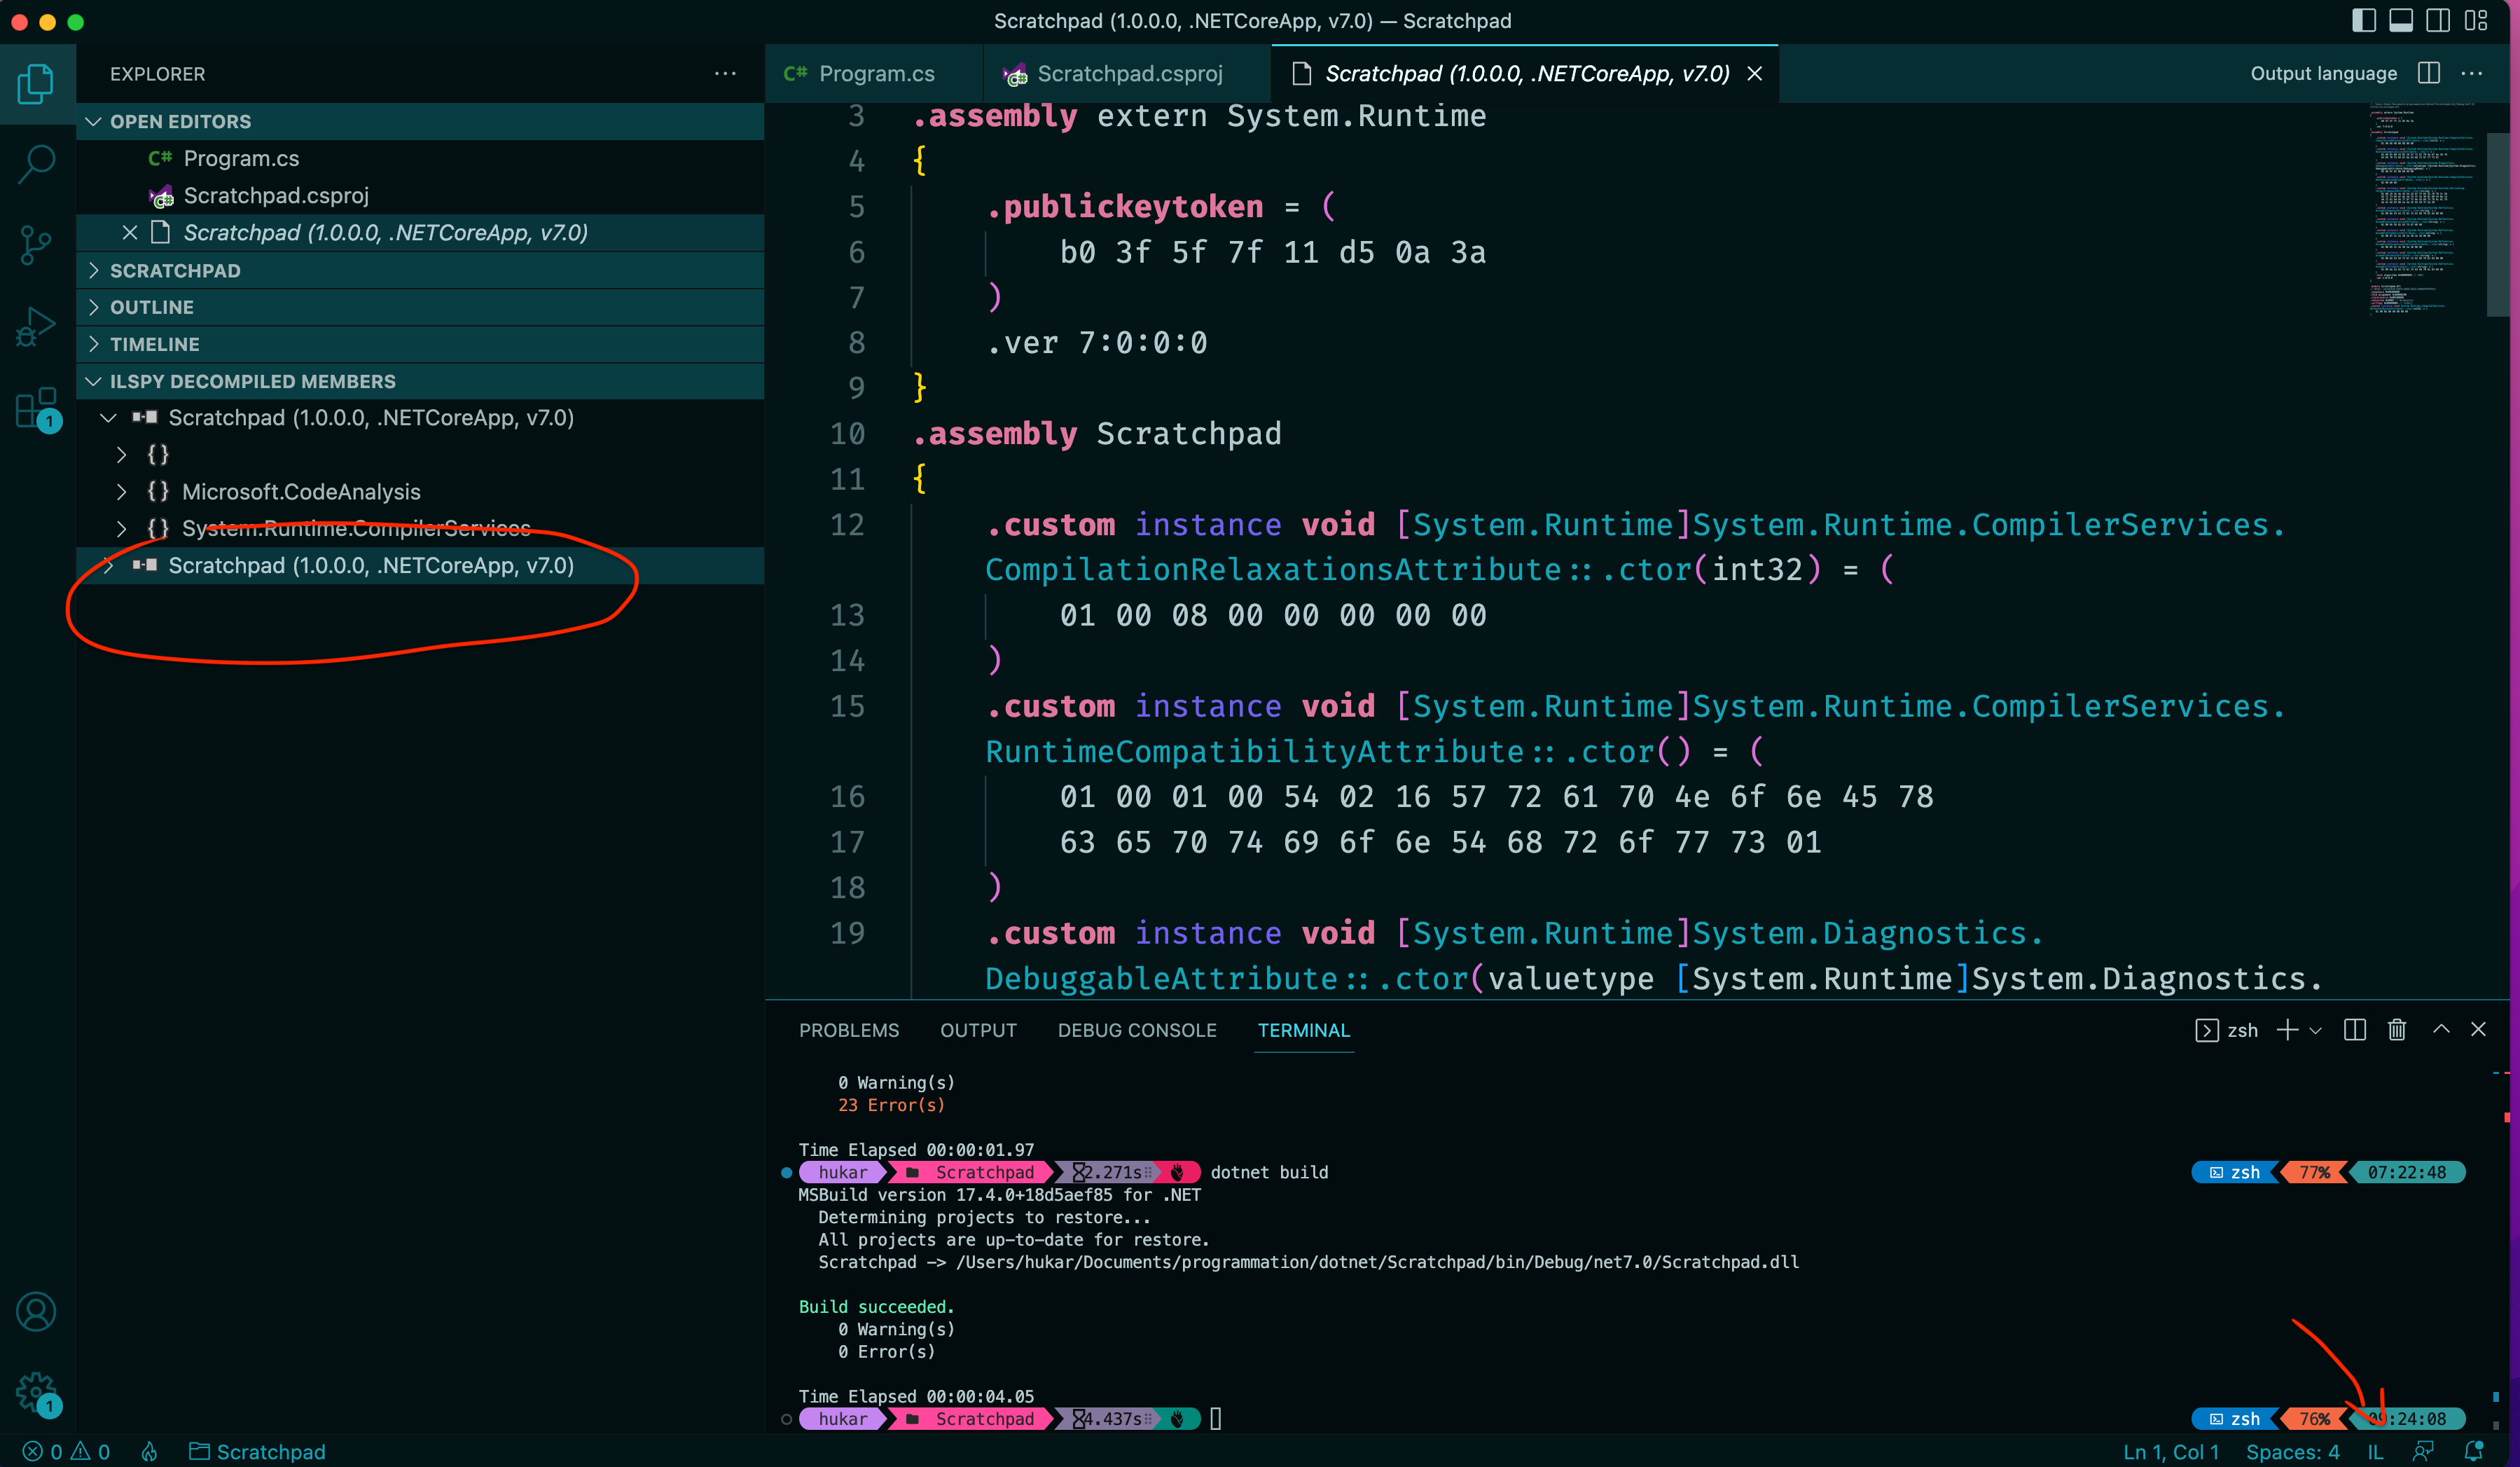 Scratchpad (1.0.0.0, .NETCoreApp, v7.0) — Scratchpad
EXPLORER
OPEN EDITORS
C# Program.cs
Scratchpad.csproj
Scratchpad (1.0.0.0, .NETCoreApp, v7.0)
SCRATCHPAD
OUTLINE
TIMELINE
ILSPY DECOMPILED MEMBERS
Scratchpad (1.0.0.0, .NETCoreApp, v7.0)
{}
{} Microsoft.CodeAnalysis
{} System.Runtime.CompilerServices
Scratchpad (1.0.0.0, .NETCoreApp, v7.0)
1
1
C# Program.cs
Scratchpad.csproj
Scratchpad (1.0.0.0, .NETCoreApp, v7.0)
Output language
3 .assembly extern System.Runtime
4 {
5 .publickeytoken = (
6 b0 3f 5f 7f 11 d5 0a 3a
7 )
8 .ver 7:0:0:0
9 }
10 .assembly Scratchpad
11 {
12 .custom instance void [System.Runtime]System.Runtime.CompilerServices.
CompilationRelaxationsAttribute::.ctor(int32) = (
13 01 00 08 00 00 00 00 00
14 )
15 .custom instance void [System.Runtime]System.Runtime.CompilerServices.
RuntimeCompatibilityAttribute::.ctor() = (
16 01 00 01 00 54 02 16 57 72 61 70 4e 6f 6e 45 78
17 63 65 70 74 69 6f 6e 54 68 72 6f 77 73 01
18 )
19 .custom instance void [System.Runtime]System.Diagnostics.
DebuggableAttribute::.ctor(valuetype [System.Runtime]System.Diagnostics.
PROBLEMS OUTPUT DEBUG CONSOLE TERMINAL
zsh
0 Warning(s)
23 Error(s)
Time Elapsed 00:00:01.97
hukar Scratchpad 2.271s dotnet build zsh 77% 07:22:48
MSBuild version 17.4.0+18d5aef85 for .NET
Determining projects to restore...
All projects are up-to-date for restore.
Scratchpad -> /Users/hukar/Documents/programmation/dotnet/Scratchpad/bin/Debug/net7.0/Scratchpad.dll
Build succeeded.
0 Warning(s)
0 Error(s)
Time Elapsed 00:00:04.05
hukar Scratchpad 4.437s zsh 76%
0 0 Scratchpad
Ln 1, Col 1 Spaces: 4 IL